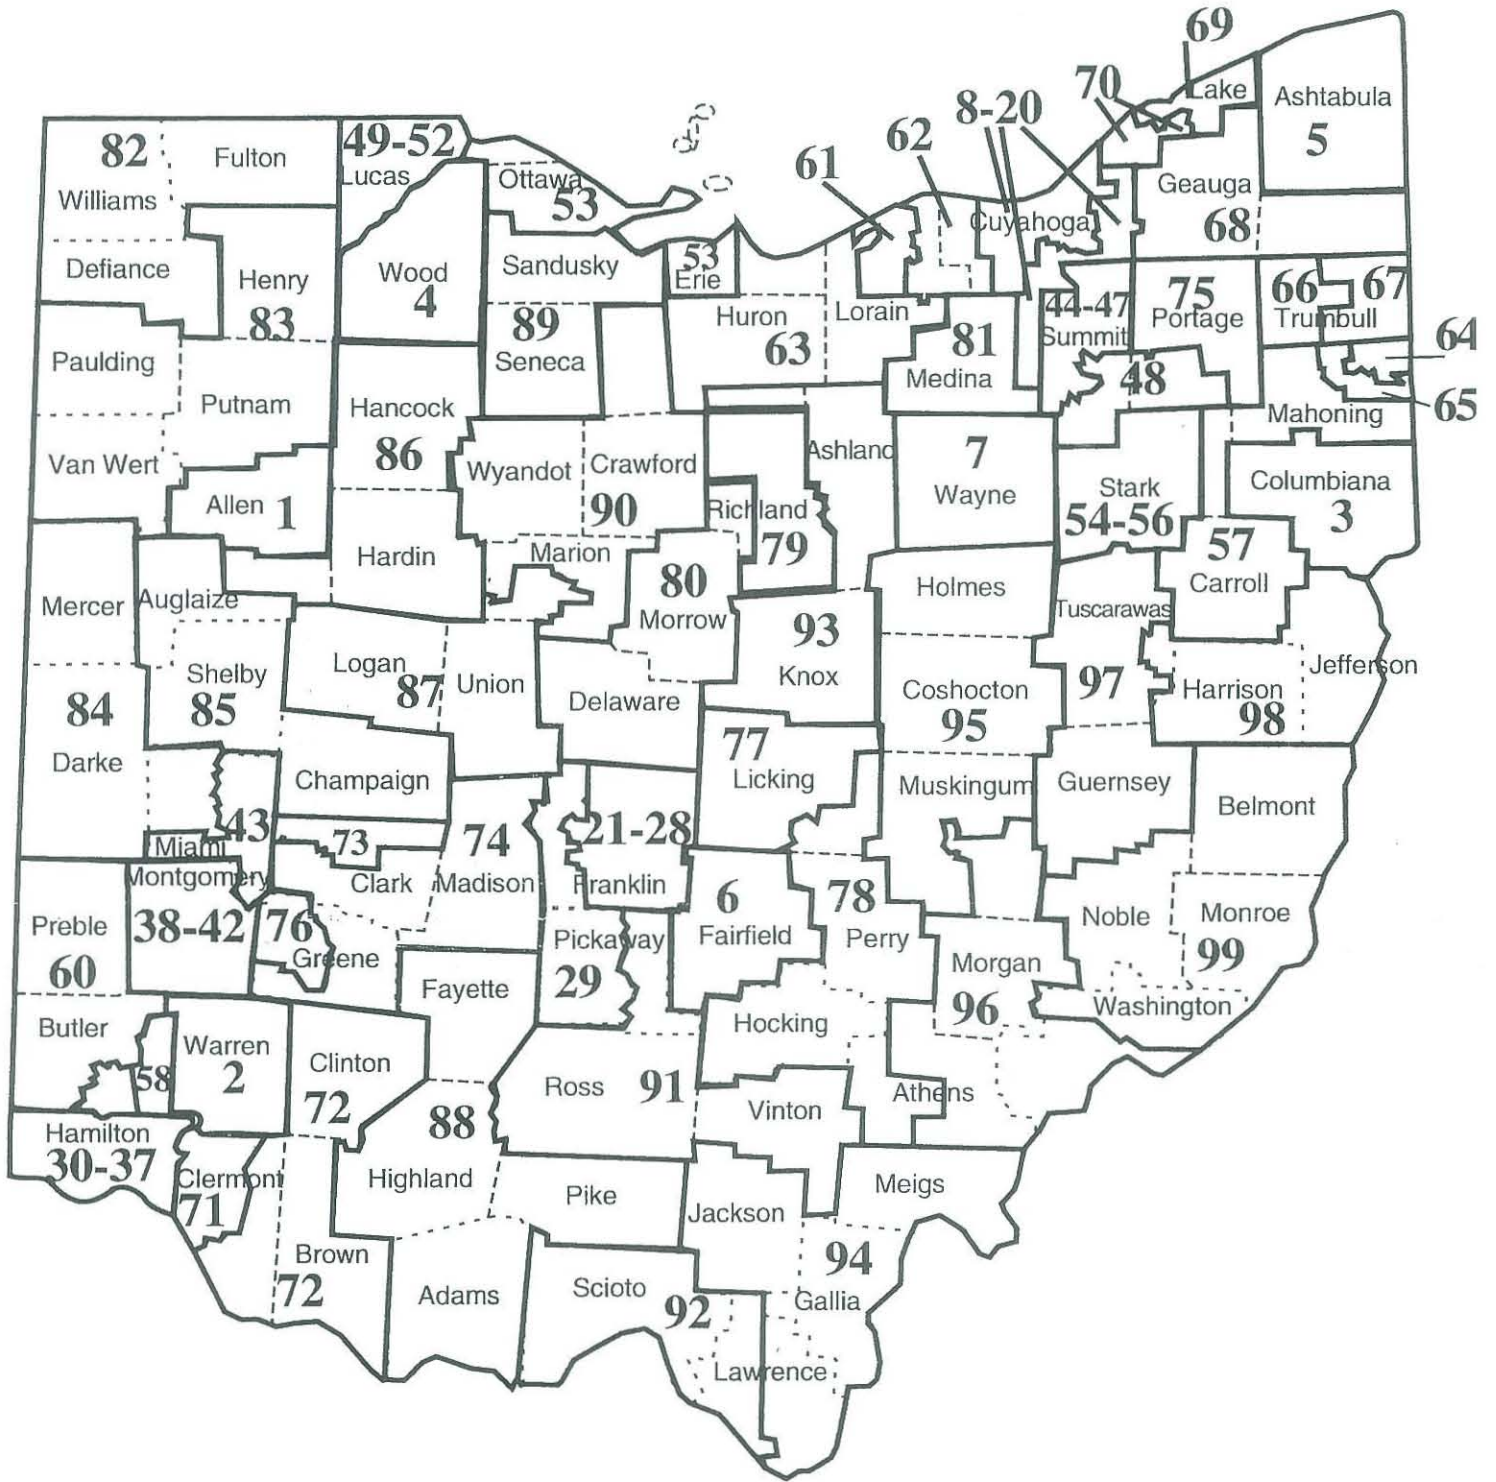 69
70
Lake
Ashtabula
5
8-20
62
61
82
Fulton
49-52
Lucas
Williams
Ottawa
53
Cuyahoga
Geauga
68
Defiance
Henry
83
Wood
4
Sandusky
53
Erie
Huron
63
Lorain
44-47
Summit
75
Portage
66
67
Trumbull
64
65
Paulding
Putnam
89
Seneca
81
Medina
48
Mahoning
Van Wert
Hancock
86
Wyandot
Crawford
90
Ashland
7
Wayne
Stark
54-56
Columbiana
3
Allen 1
Richland
79
Hardin
Marion
80
Morrow
Holmes
57
Carroll
Mercer
Auglaize
93
Knox
Tuscarawas
97
Jefferson
Shelby
85
Logan
87
Union
Delaware
Coshocton
95
Harrison
98
84
Darke
77
Licking
Champaign
Muskingum
Guernsey
Belmont
43
Miami
73
74
21-28
Montgomery
Clark
Madison
Franklin
6
Fairfield
78
Perry
Noble
Monroe
99
Preble
60
38-42
76
Greene
Pickaway
29
Fayette
Morgan
96
Washington
Butler
Hocking
58
Warren
2
Clinton
72
Ross 91
Vinton
Athens
Hamilton
30-37
88
Highland
Clermont
71
Pike
Jackson
Meigs
94
Gallia
Brown
72
Adams
Scioto
92
Lawrence